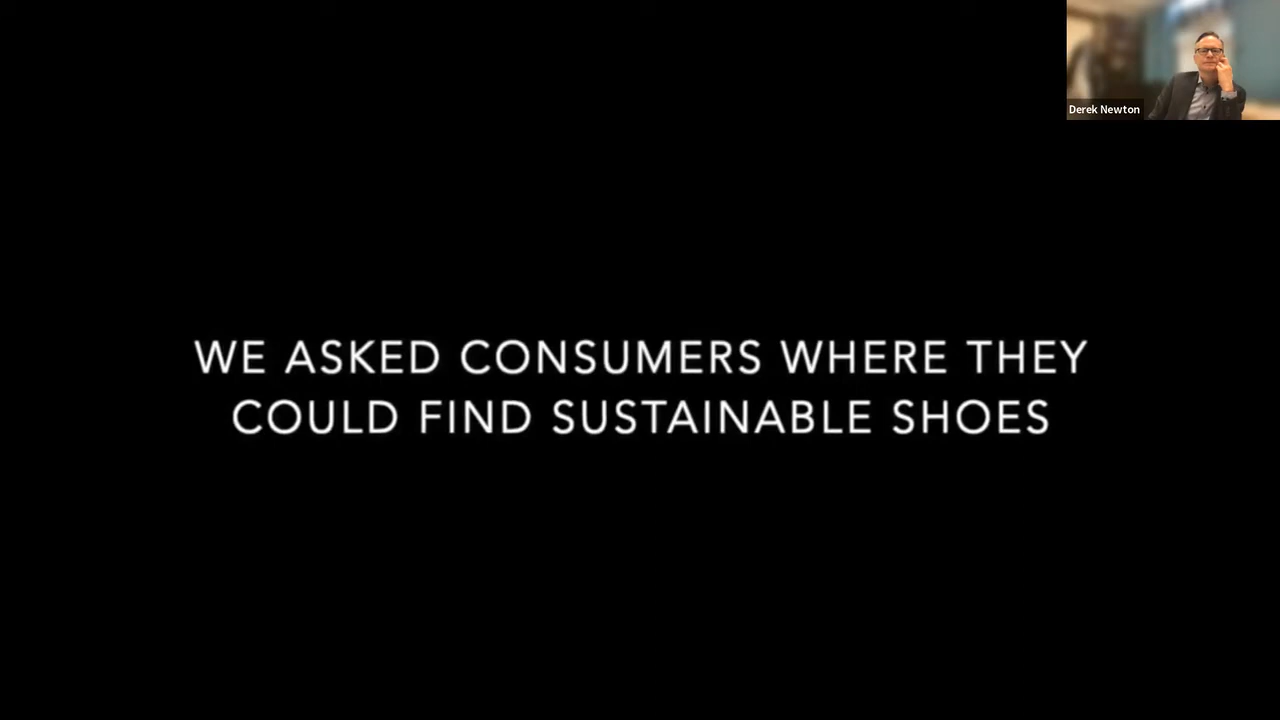 Derek Newton
WE ASKED CONSUMERS WHERE THEY
COULD FIND SUSTAINABLE SHOES